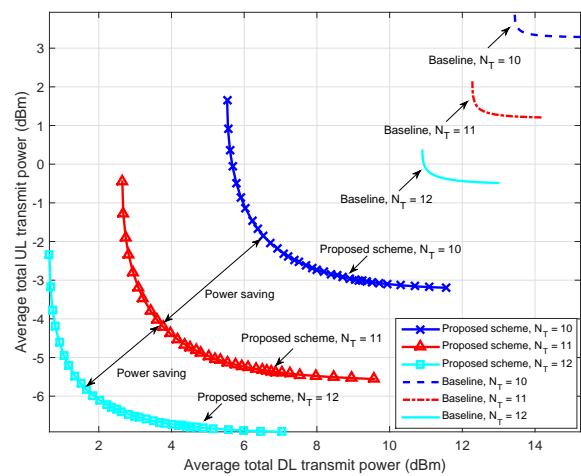 Average total UL transmit power (dBm)
3
2
1
0
-1
-2
-3
-4
-5
-6
2
4
6
8
10
12
14
Average total DL transmit power (dBm)
Baseline, N_T = 10
Baseline, N_T = 11
Baseline, N_T = 12
Proposed scheme, N_T = 10
Power saving
Proposed scheme, N_T = 11
Power saving
Proposed scheme, N_T = 12
Proposed scheme, N_T = 10
Proposed scheme, N_T = 11
Proposed scheme, N_T = 12
Baseline, N_T = 10
Baseline, N_T = 11
Baseline, N_T = 12